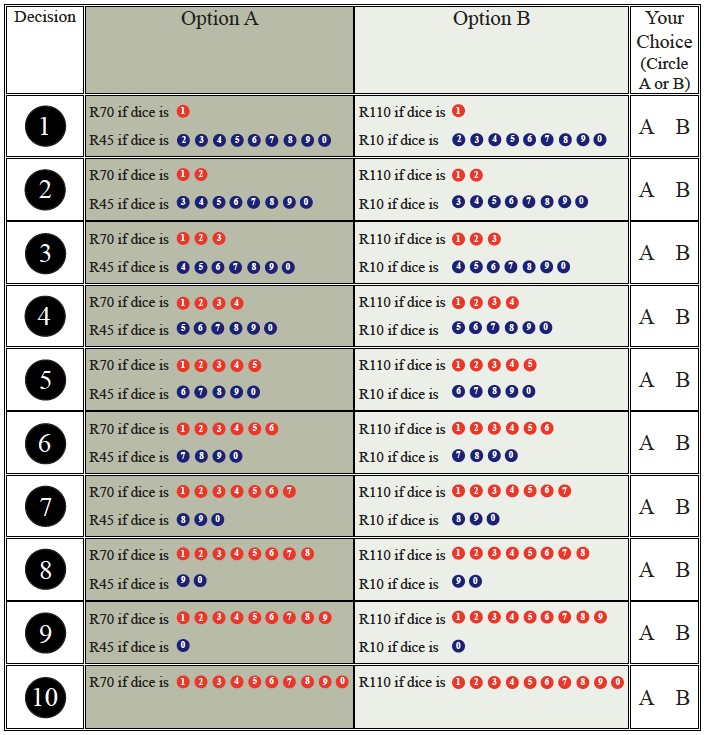 Decision Option A Option B Your
Choice
(Circle
A or B)
1 R70 if dice is 1 R110 if dice is 1 A B
R45 if dice is 2 3 4 5 6 7 8 9 0 R10 if dice is 2 3 4 5 6 7 8 9 0
2 R70 if dice is 1 2 R110 if dice is 1 2 A B
R45 if dice is 3 4 5 6 7 8 9 0 R10 if dice is 3 4 5 6 7 8 9 0
3 R70 if dice is 1 2 3 R110 if dice is 1 2 3 A B
R45 if dice is 4 5 6 7 8 9 0 R10 if dice is 4 5 6 7 8 9 0
4 R70 if dice is 1 2 3 4 R110 if dice is 1 2 3 4 A B
R45 if dice is 5 6 7 8 9 0 R10 if dice is 5 6 7 8 9 0
5 R70 if dice is 1 2 3 4 5 R110 if dice is 1 2 3 4 5 A B
R45 if dice is 6 7 8 9 0 R10 if dice is 6 7 8 9 0
6 R70 if dice is 1 2 3 4 5 6 R110 if dice is 1 2 3 4 5 6 A B
R45 if dice is 7 8 9 0 R10 if dice is 7 8 9 0
7 R70 if dice is 1 2 3 4 5 6 7 R110 if dice is 1 2 3 4 5 6 7 A B
R45 if dice is 8 9 0 R10 if dice is 8 9 0
8 R70 if dice is 1 2 3 4 5 6 7 8 R110 if dice is 1 2 3 4 5 6 7 8 A B
R45 if dice is 9 0 R10 if dice is 9 0
9 R70 if dice is 1 2 3 4 5 6 7 8 9 R110 if dice is 1 2 3 4 5 6 7 8 9 A B
R45 if dice is 0 R10 if dice is 0
10 R70 if dice is 1 2 3 4 5 6 7 8 9 0 R110 if dice is 1 2 3 4 5 6 7 8 9 0 A B